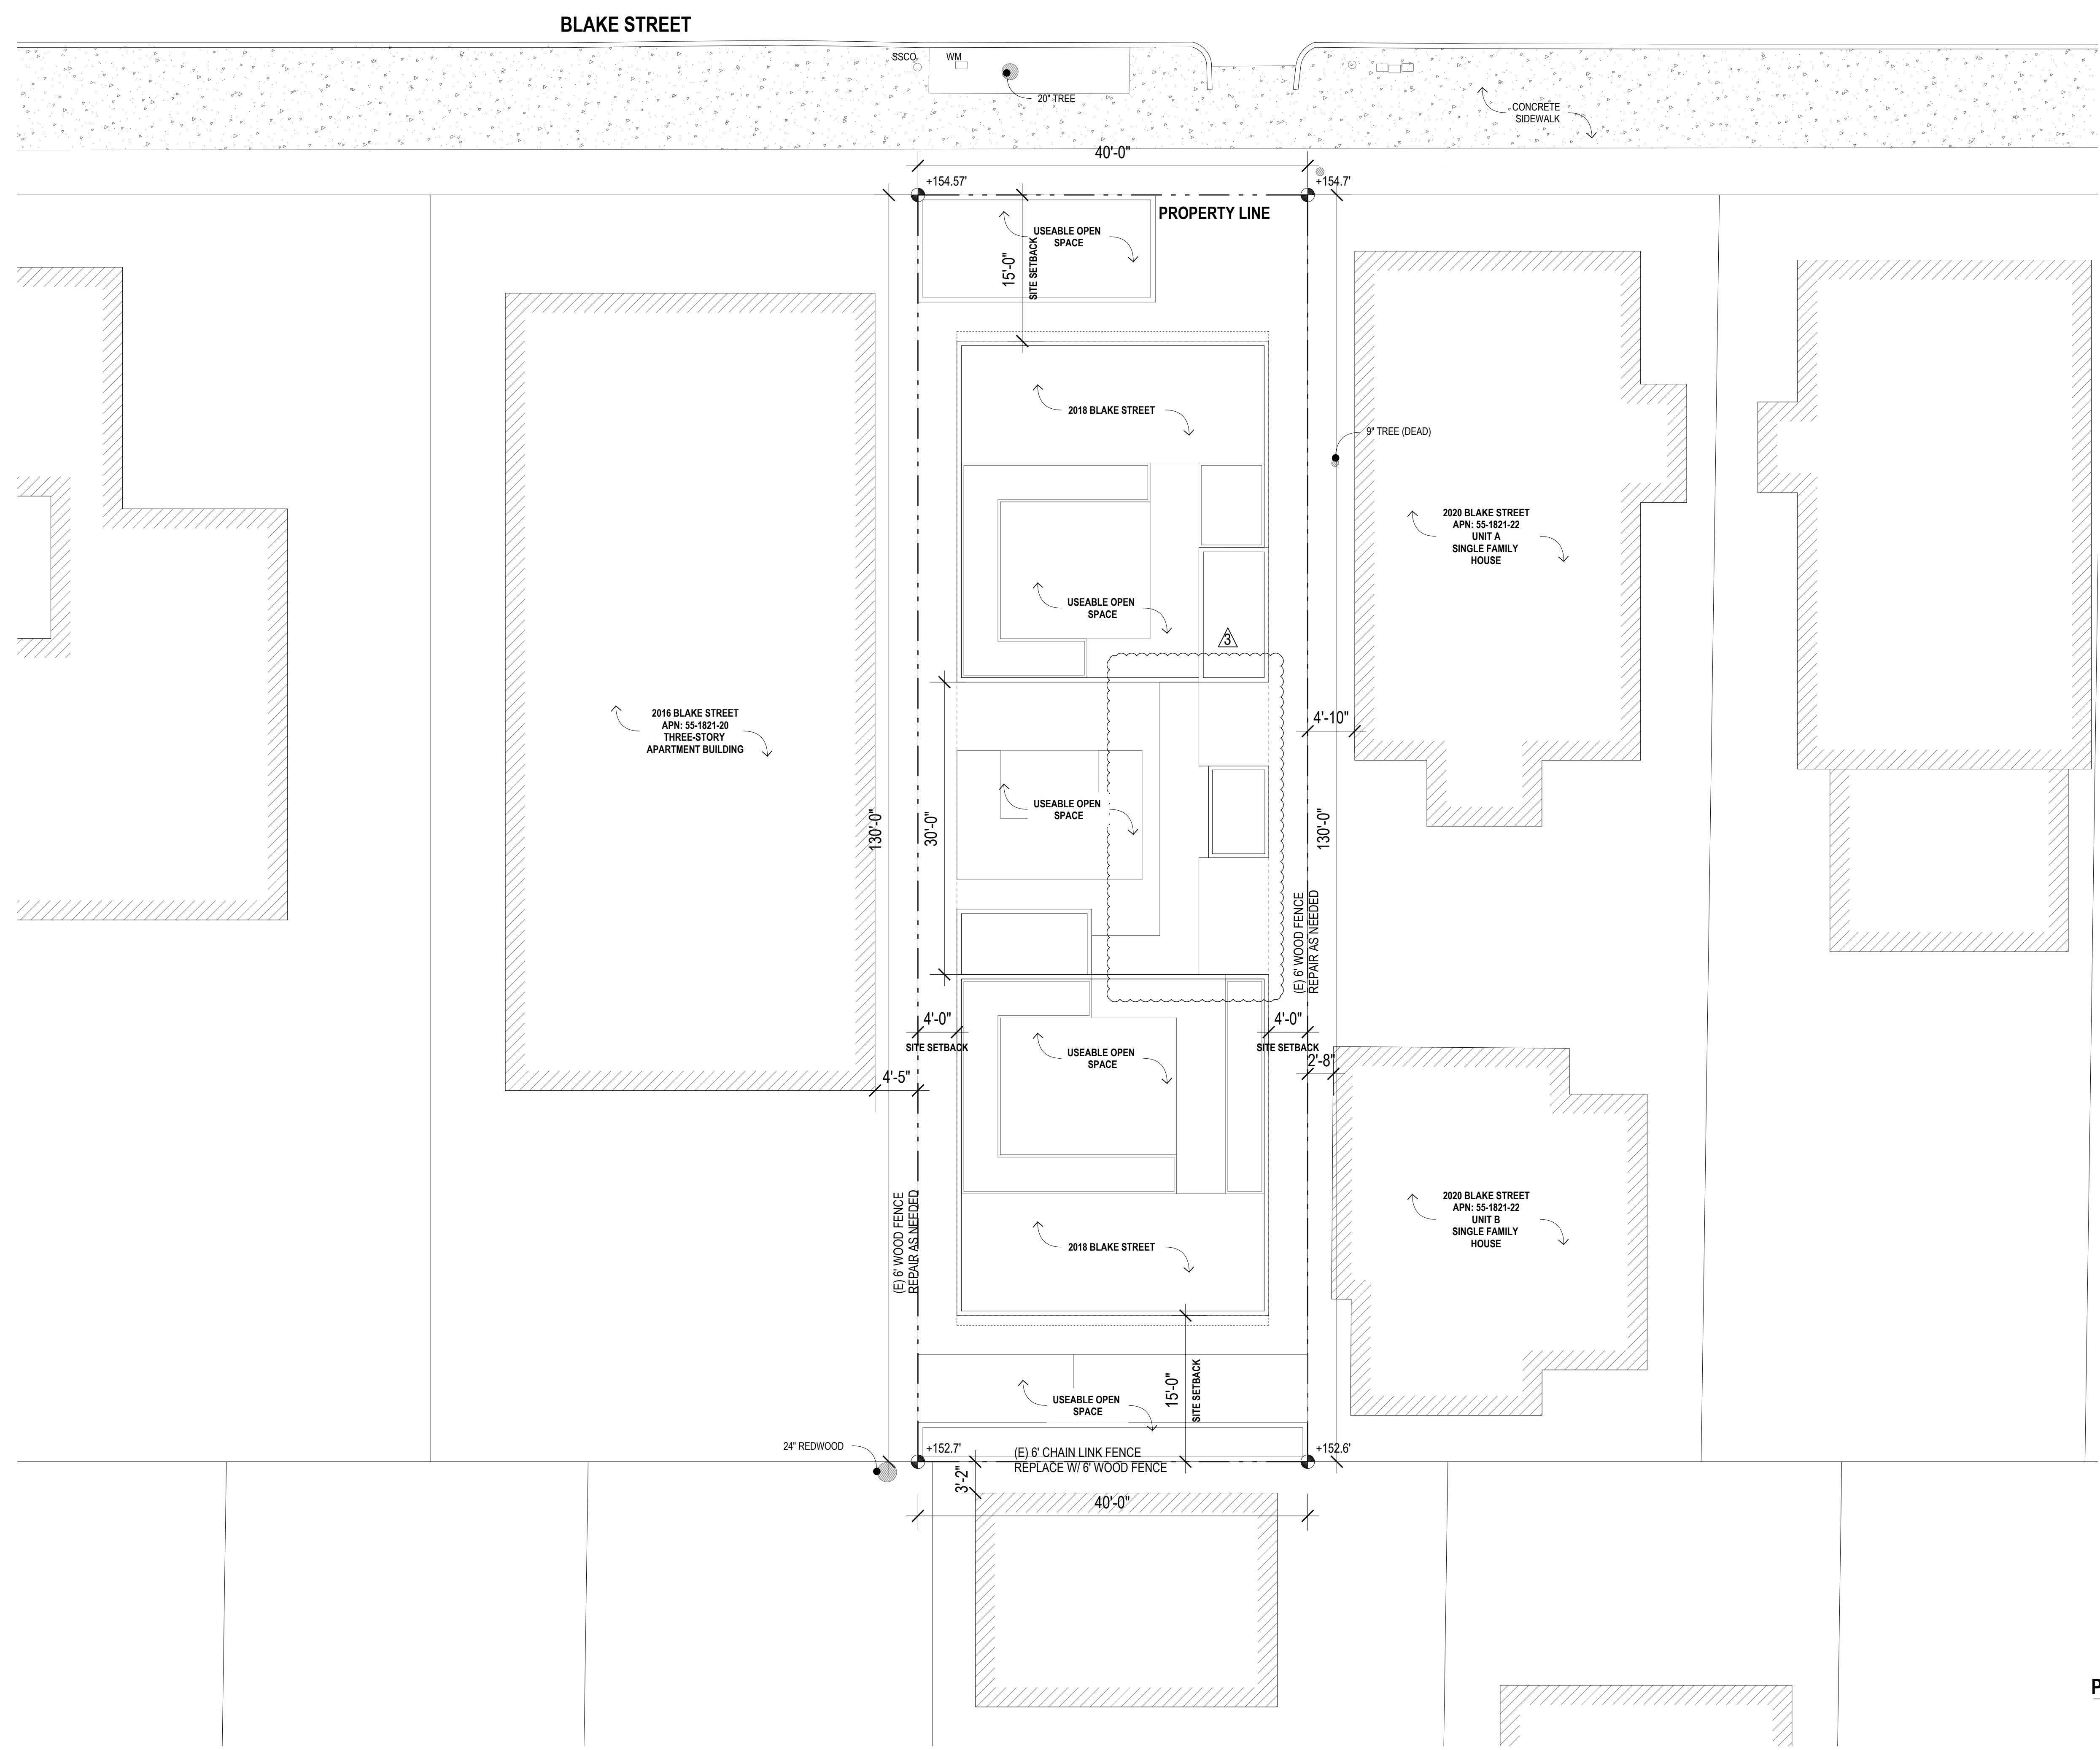 BLAKE STREET
SSCO
WM
20" TREE
CONCRETE
SIDEWALK
40'-0"
+154.57'
+154.7'
PROPERTY LINE
USEABLE OPEN
SPACE
15'-0"
SITE SETBACK
2018 BLAKE STREET
9" TREE (DEAD)
2020 BLAKE STREET
APN: 55-1821-22
UNIT A
SINGLE FAMILY
HOUSE
USEABLE OPEN
SPACE
3
2016 BLAKE STREET
APN: 55-1821-20
THREE-STORY
APARTMENT BUILDING
4'-10"
USEABLE OPEN
SPACE
130'-0"
30'-0"
130'-0"
(E) 6' WOOD FENCE
REPAIR AS NEEDED
4'-0"
SITE SETBACK
4'-0"
SITE SETBACK
USEABLE OPEN
SPACE
2'-8"
4'-5"
(E) 6' WOOD FENCE
REPAIR AS NEEDED
2020 BLAKE STREET
APN: 55-1821-22
UNIT B
SINGLE FAMILY
HOUSE
2018 BLAKE STREET
15'-0"
SITE SETBACK
USEABLE OPEN
SPACE
24" REDWOOD
+152.7'
(E) 6' CHAIN LINK FENCE
REPLACE W/ 6' WOOD FENCE
+152.6'
3'-2"
40'-0"